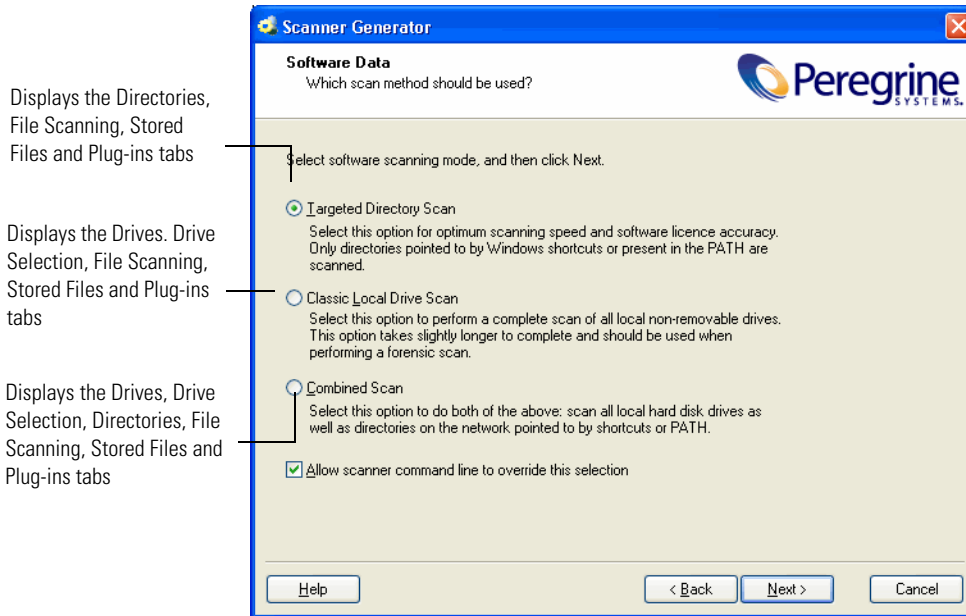 Scanner Generator
Software Data
Which scan method should be used?
Peregrine
SYSTEMS.
Displays the Directories,
File Scanning, Stored
Files and Plug-ins tabs
Select software scanning mode, and then click Next.
Targeted Directory Scan
Select this option for optimum scanning speed and software licence accuracy.
Only directories pointed to by Windows shortcuts or present in the PATH are
scanned.
Displays the Drives. Drive
Selection, File Scanning,
Stored Files and Plug-ins
tabs
Classic Local Drive Scan
Select this option to perform a complete scan of all local non-removable drives.
This option takes slightly longer to complete and should be used when
performing a forensic scan.
Displays the Drives, Drive
Selection, Directories, File
Scanning, Stored Files and
Plug-ins tabs
Combined Scan
Select this option to do both of the above: scan all local hard disk drives as
well as directories on the network pointed to by shortcuts or PATH.
Allow scanner command line to override this selection
Help
< Back
Next >
Cancel